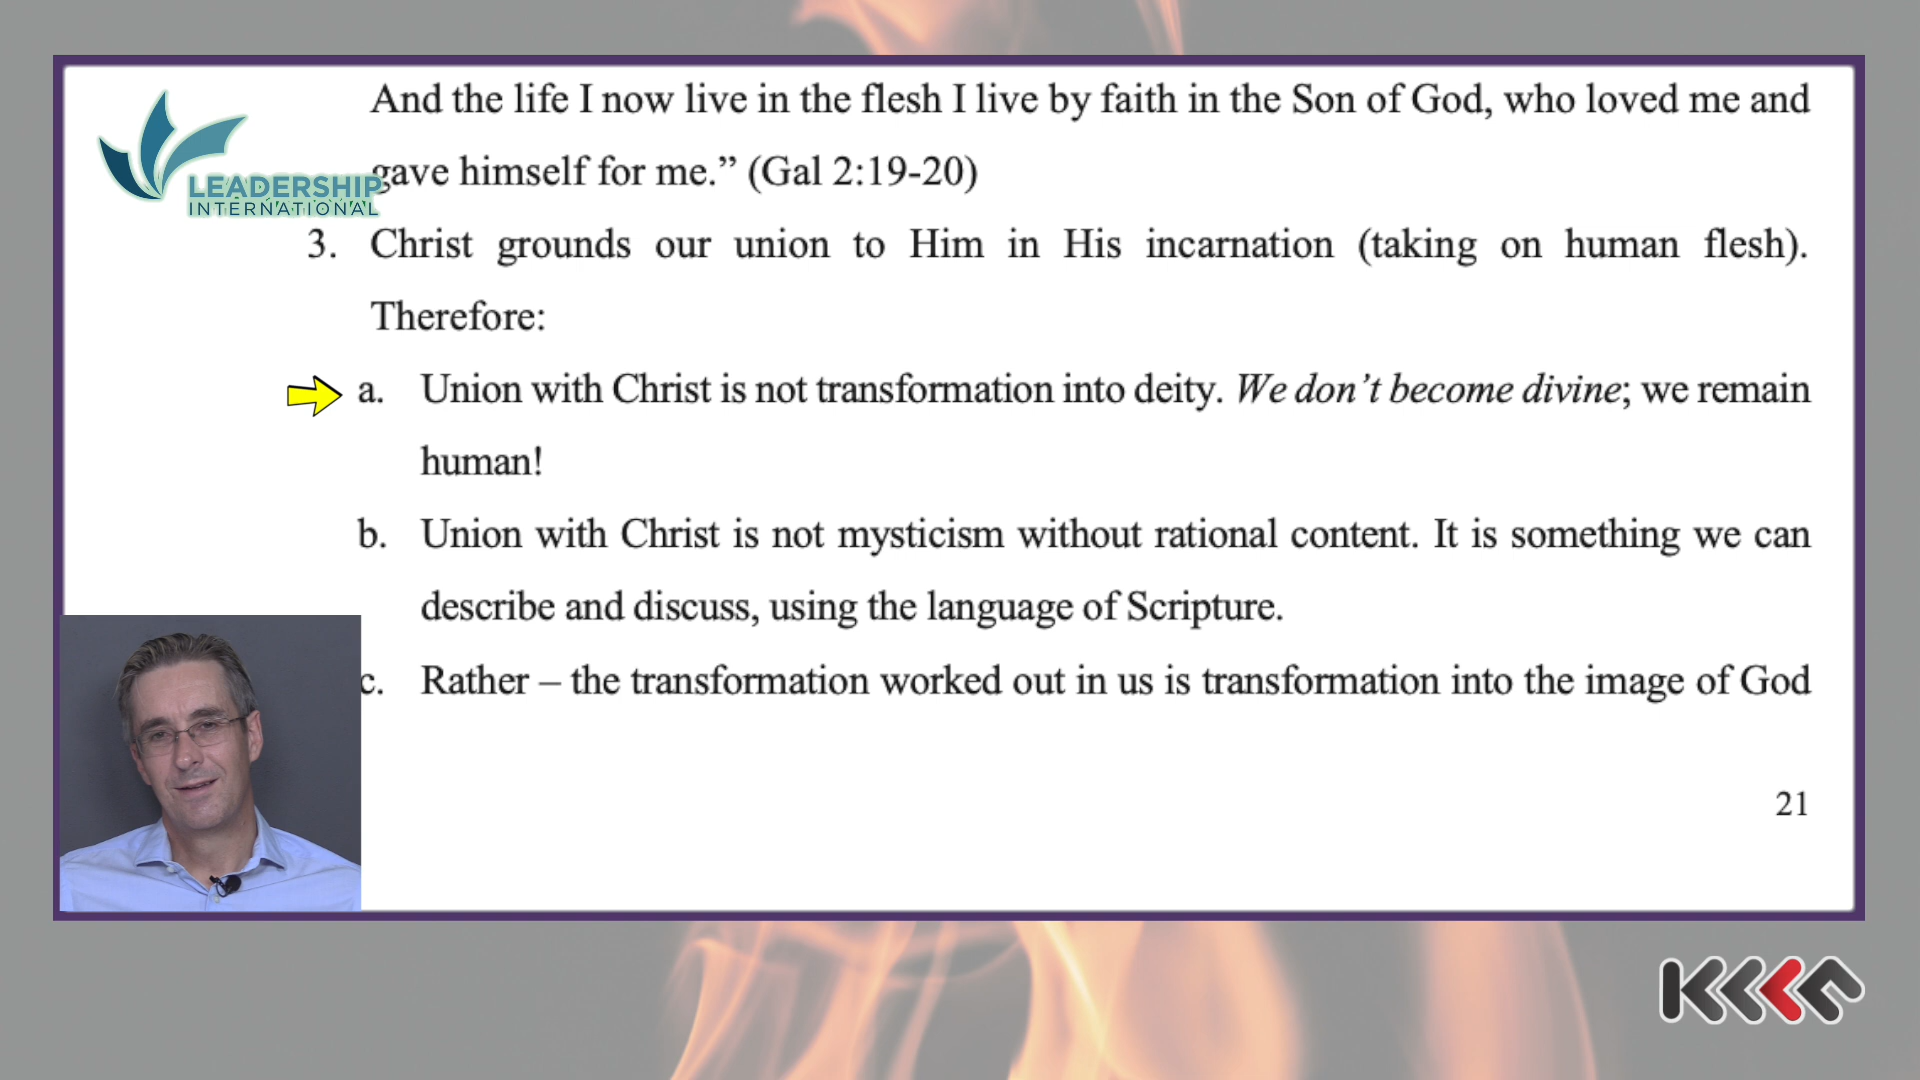 And the life I now live in the flesh I live by faith in the Son of God, who loved me and
gave himself for me.” (Gal 2:19-20)
LEADERSHIP
INTERNATIONAL
3. Christ grounds our union to Him in His incarnation (taking on human flesh).
Therefore:
a. Union with Christ is not transformation into deity. We don’t become divine; we remain
human!
b. Union with Christ is not mysticism without rational content. It is something we can
describe and discuss, using the language of Scripture.
c. Rather – the transformation worked out in us is transformation into the image of God
21